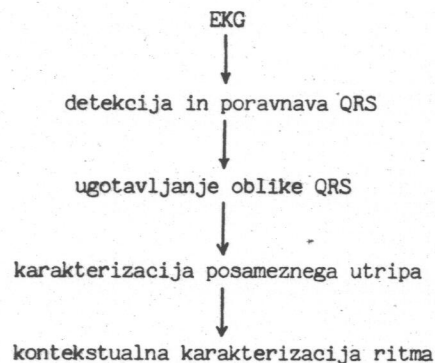 EKG
detekcija in poravnava QRS
ugotavljanje oblike QRS
karakterizacija posameznega utripa
kontekstualna karakterizacija ritma